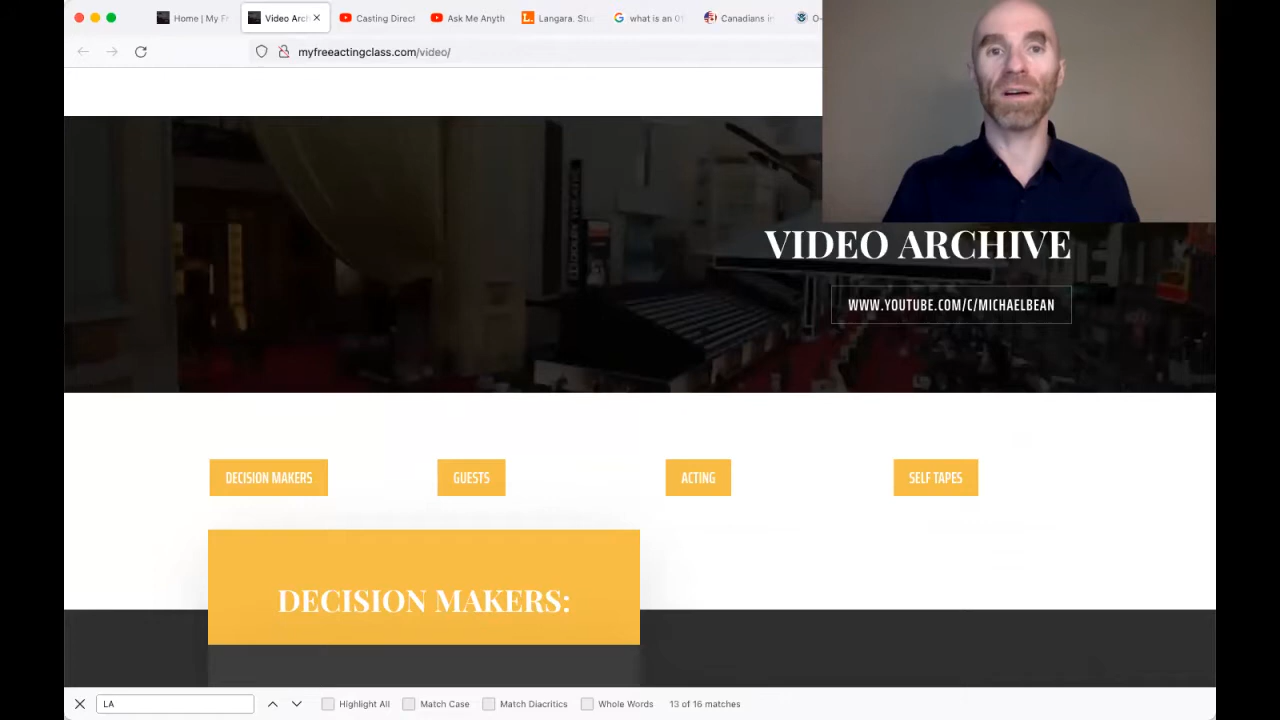 Home | My Fr
Video Arc
Casting Direct
Ask Me Anyth
L.
Langara. Stu
what is an 01
Canadians in
O-
myfreeactingclass.com/video/
VIDEO ARCHIVE
WWW.YOUTUBE.COM/C/MICHAELBEAN
DECISION MAKERS
GUESTS
ACTING
SELF TAPES
DECISION MAKERS:
LA
Highlight All
Match Case
Match Diacritics
Whole Words
13 of 16 matches